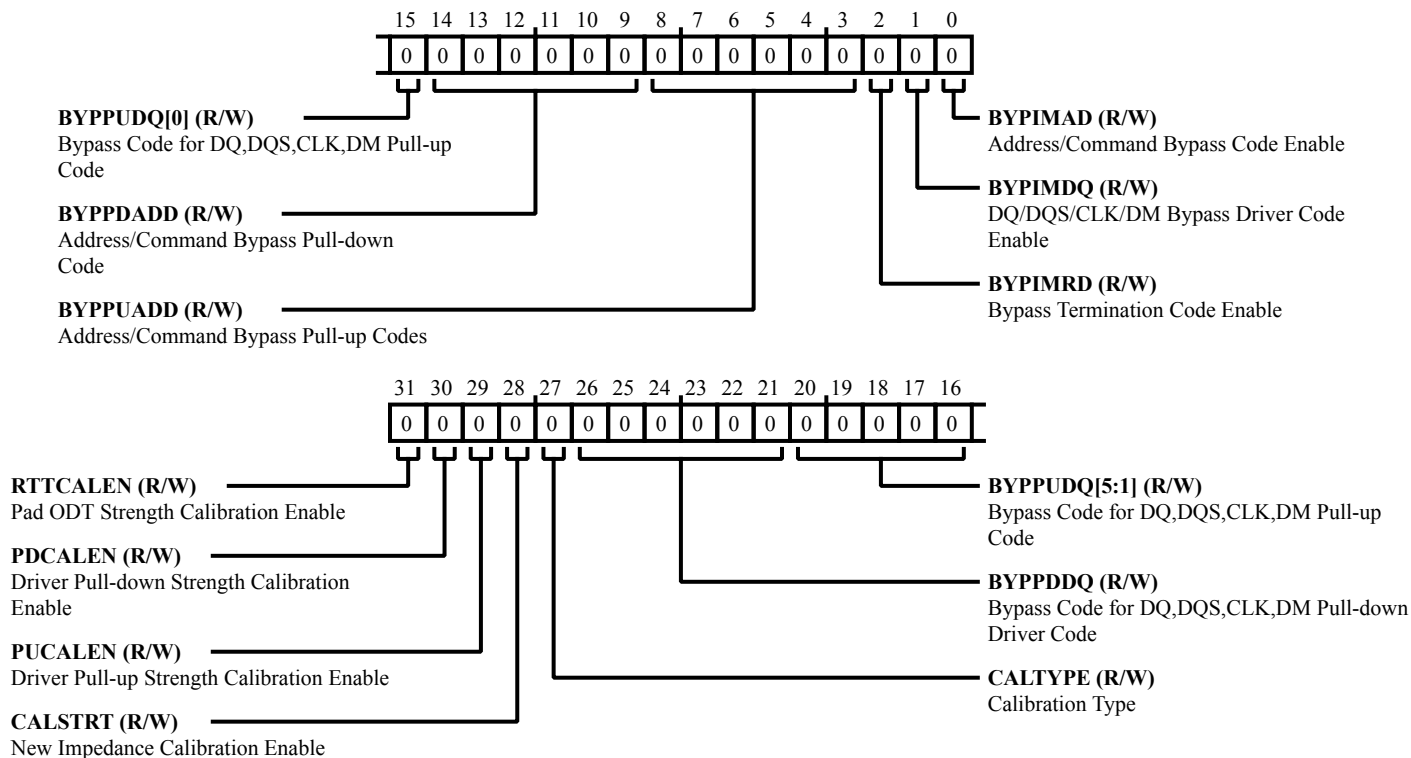 15 14 13 12 11 10 9 8 7 6 5 4 3 2 1 0
0 0 0 0 0 0 0 0 0 0 0 0 0 0 0 0
BYPPUDQ[0] (R/W)
Bypass Code for DQ,DQS,CLK,DM Pull-up
Code
BYPPDADD (R/W)
Address/Command Bypass Pull-down
Code
BYPPUADD (R/W)
Address/Command Bypass Pull-up Codes
BYPIMAD (R/W)
Address/Command Bypass Code Enable
BYPIMDQ (R/W)
DQ/DQS/CLK/DM Bypass Driver Code
Enable
BYPIMRD (R/W)
Bypass Termination Code Enable
31 30 29 28 27 26 25 24 23 22 21 20 19 18 17 16
0 0 0 0 0 0 0 0 0 0 0 0 0 0 0 0
RTTCALEN (R/W)
Pad ODT Strength Calibration Enable
PDCALEN (R/W)
Driver Pull-down Strength Calibration
Enable
PUCALEN (R/W)
Driver Pull-up Strength Calibration Enable
CALSTRT (R/W)
New Impedance Calibration Enable
BYPPUDQ[5:1] (R/W)
Bypass Code for DQ,DQS,CLK,DM Pull-up
Code
BYPPDDQ (R/W)
Bypass Code for DQ,DQS,CLK,DM Pull-down
Driver Code
CALTYPE (R/W)
Calibration Type